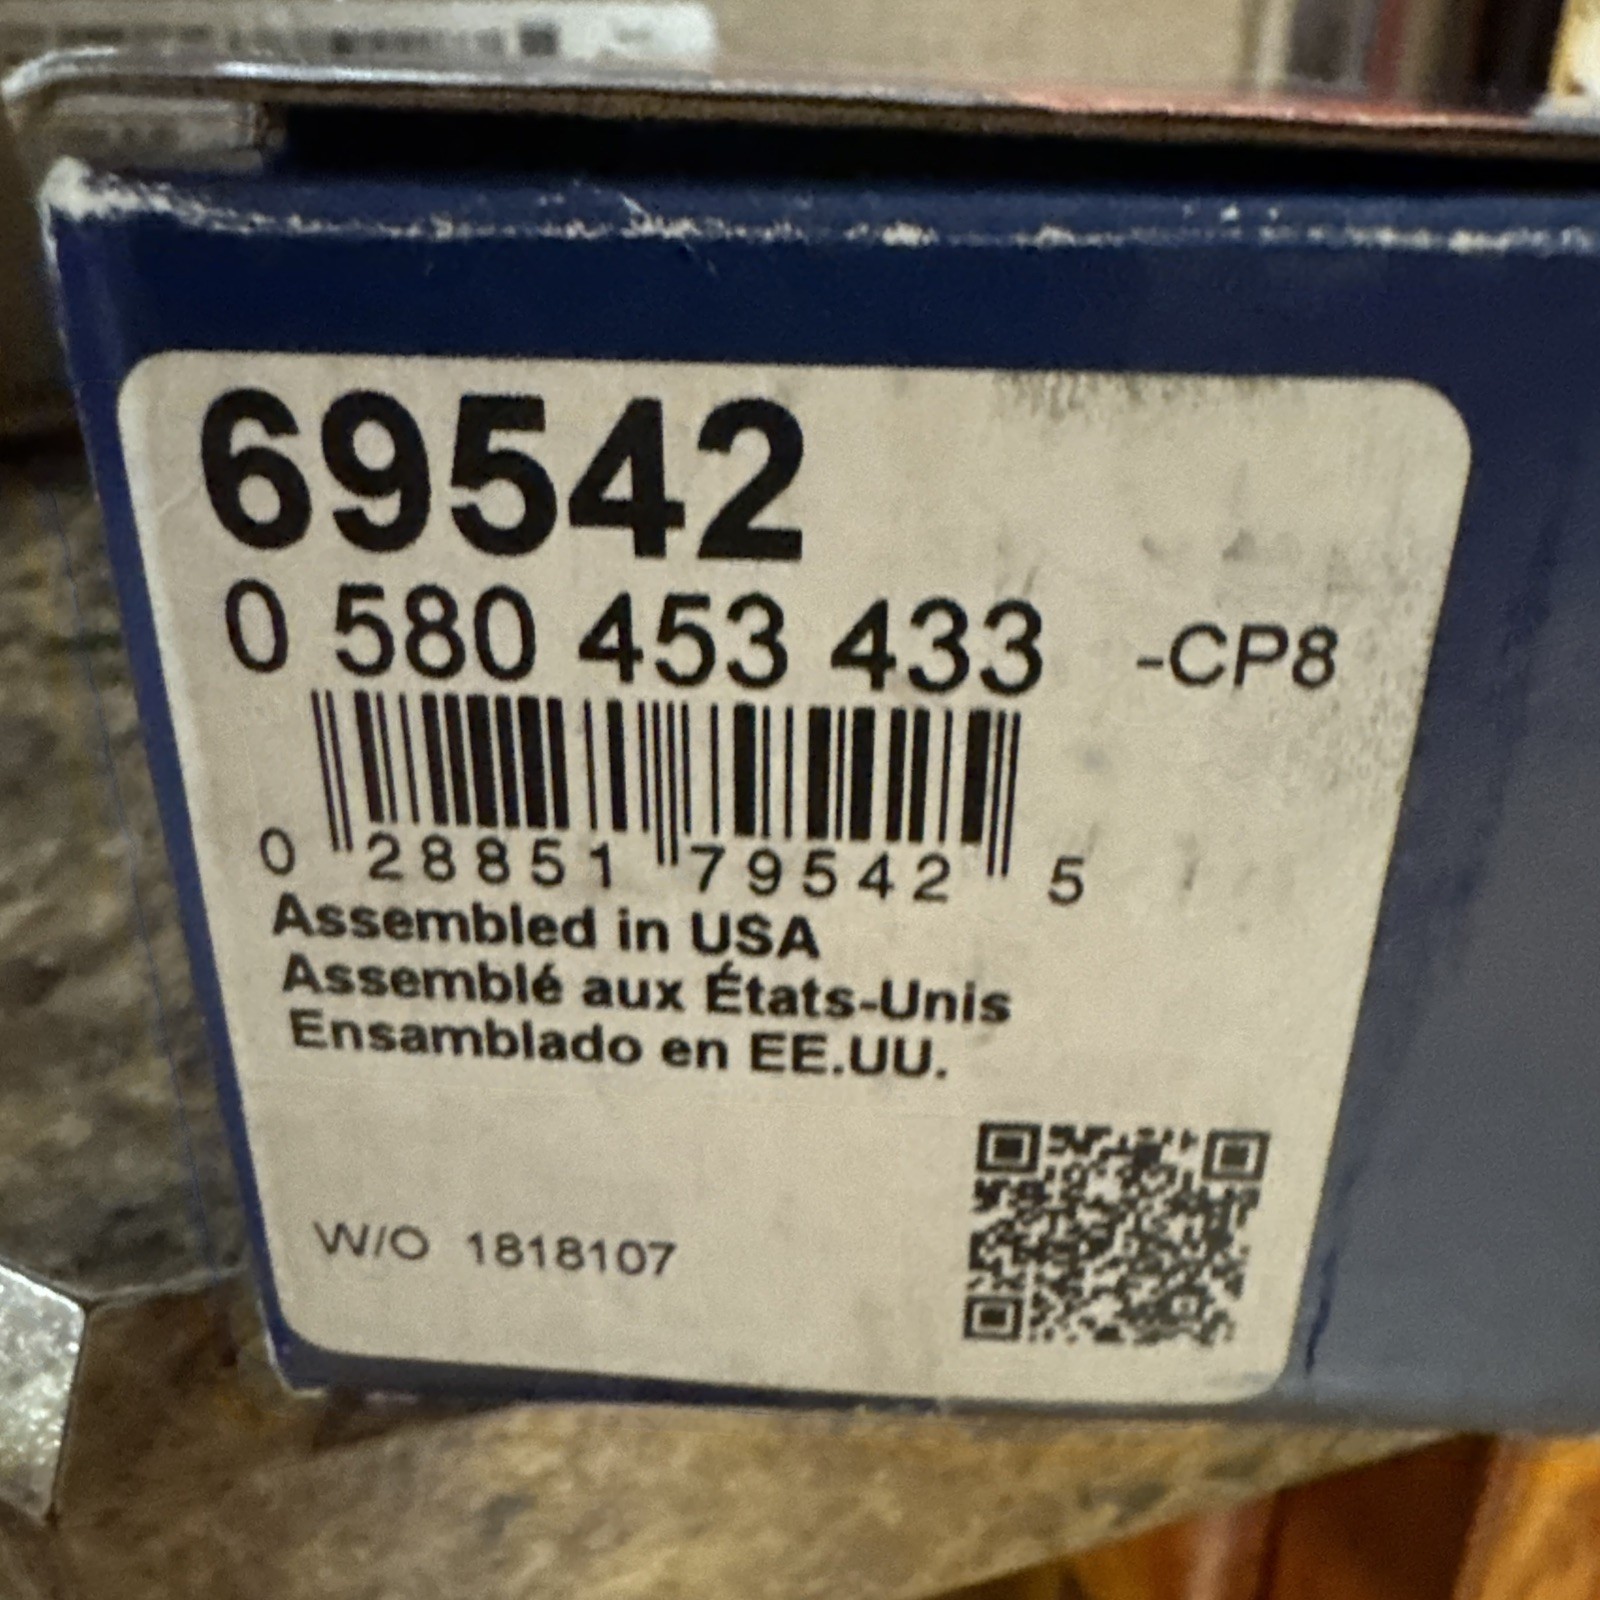 69542
0 580 453 433 -CP8
0 28851 79542 5
Assembled in USA
Assemblé aux États-Unis
Ensamblado en EE.UU.
W/O 1818107